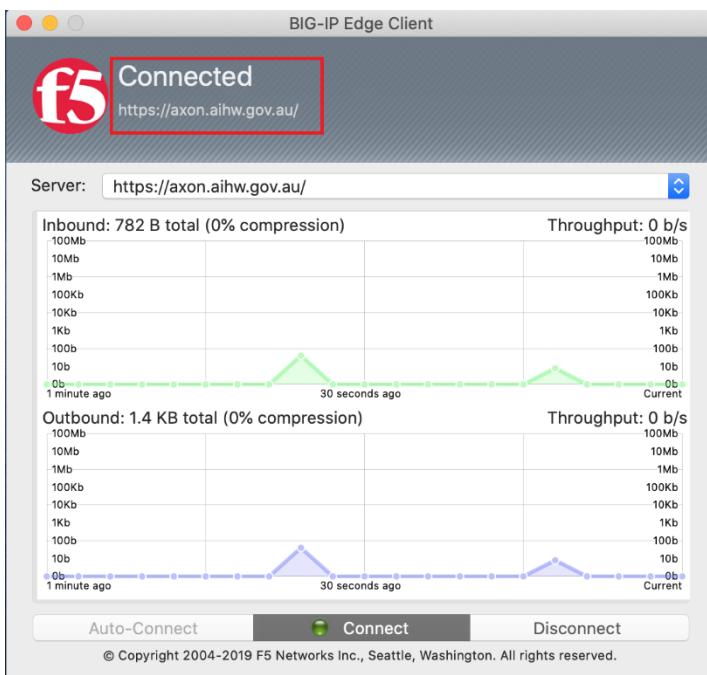 BIG-IP Edge Client
f5
Connected
https://axon.aihw.gov.au/
Server: https://axon.aihw.gov.au/
Inbound: 782 B total (0% compression) Throughput: 0 b/s
100Mb 100Mb
10Mb 10Mb
1Mb 1Mb
100Kb 100Kb
10Kb 10Kb
1Kb 1Kb
100b 100b
10b 10b
0b 0b
1 minute ago 30 seconds ago Current
Outbound: 1.4 KB total (0% compression) Throughput: 0 b/s
100Mb 100Mb
10Mb 10Mb
1Mb 1Mb
100Kb 100Kb
10Kb 10Kb
1Kb 1Kb
100b 100b
10b 10b
0b 0b
1 minute ago 30 seconds ago Current
Auto-Connect Connect Disconnect
© Copyright 2004-2019 F5 Networks Inc., Seattle, Washington. All rights reserved.